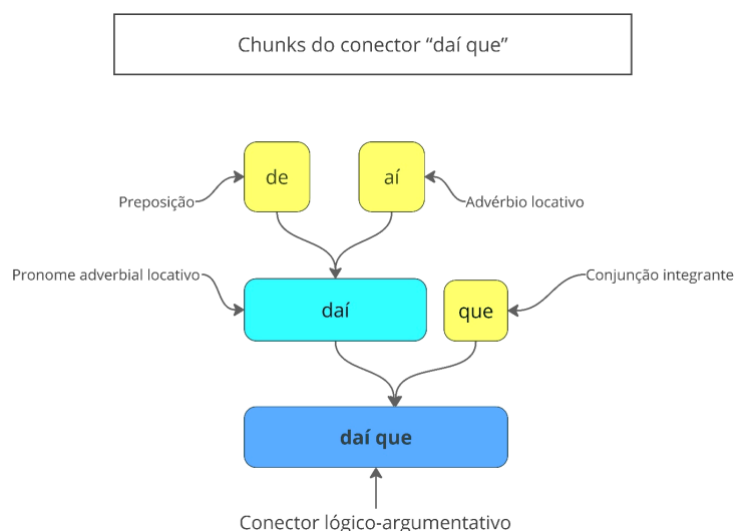 Chunks do conector “daí que”
de
aí
Preposição
Advérbio locativo
Pronome adverbial locativo
Conjunção integrante
daí
que
daí que
Conector lógico-argumentativo